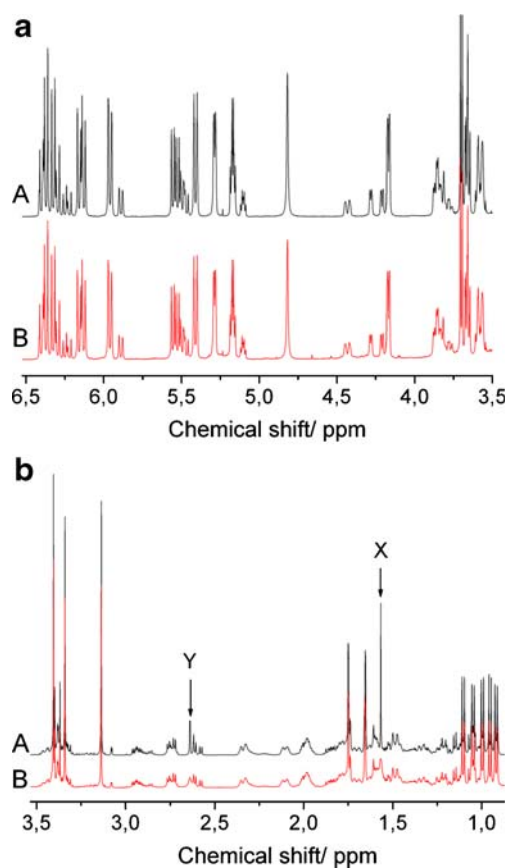 a
A
B
6,5 6,0 5,5 5,0 4,5 4,0 3,5
Chemical shift/ ppm
b
X
Y
A
B
3,5 3,0 2,5 2,0 1,5 1,0
Chemical shift/ ppm